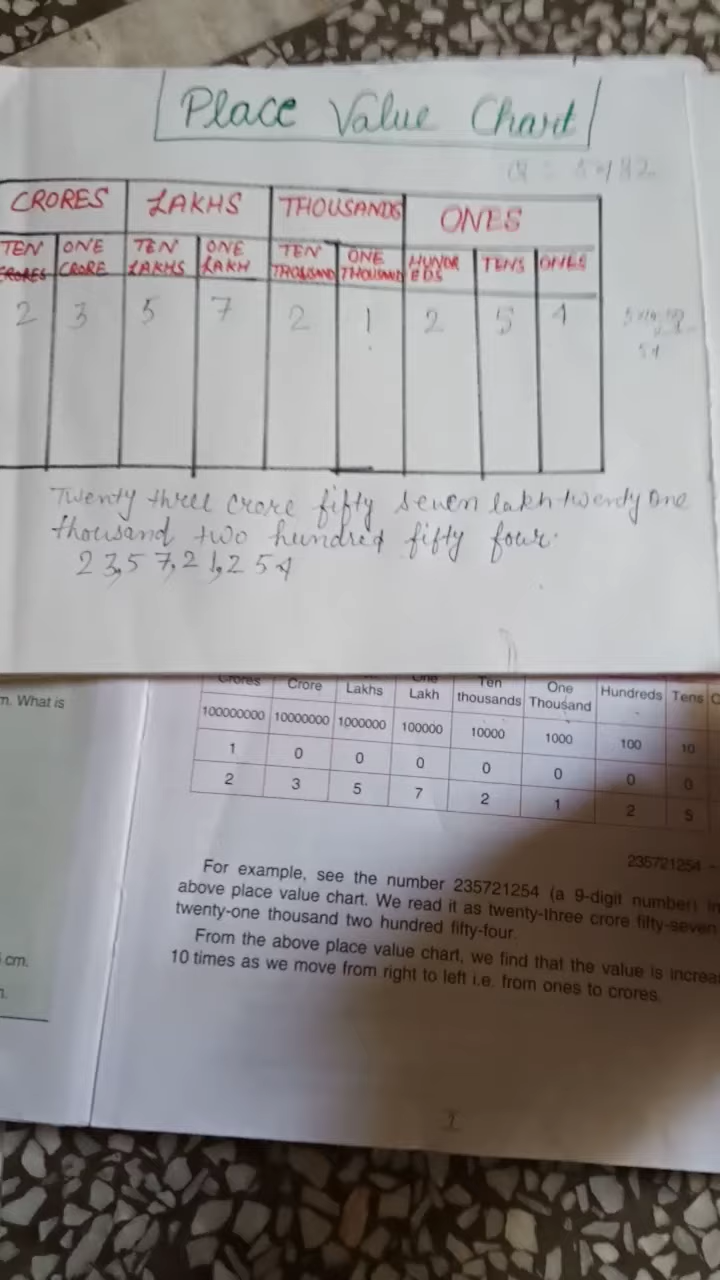 Place Value Chart
CRORES LAKHS THOUSANDS ONES
TEN CRORES ONE CRORE TEN LAKHS ONE LAKH TEN THOUSAND ONE THOUSAND HUNDREDS TENS ONES
2 3 5 7 2 1 2 5 4
Twenty three crore fifty seven lakh twenty one
thousand two hundred fifty four.
23,57,21,254
m. What is
Crores Crore Lakhs One Lakh Ten thousands One Thousand Hundreds Tens
100000000 10000000 1000000 100000 10000 1000 100 10
1 0 0 0 0 0 0 0
2 3 5 7 2 1 2 5
235721254
For example, see the number 235721254 (a 9-digit number) in
above place value chart. We read it as twenty-three crore fifty-seven
twenty-one thousand two hundred fifty-four.
From the above place value chart, we find that the value is increa
10 times as we move from right to left i.e. from ones to crores.
cm.